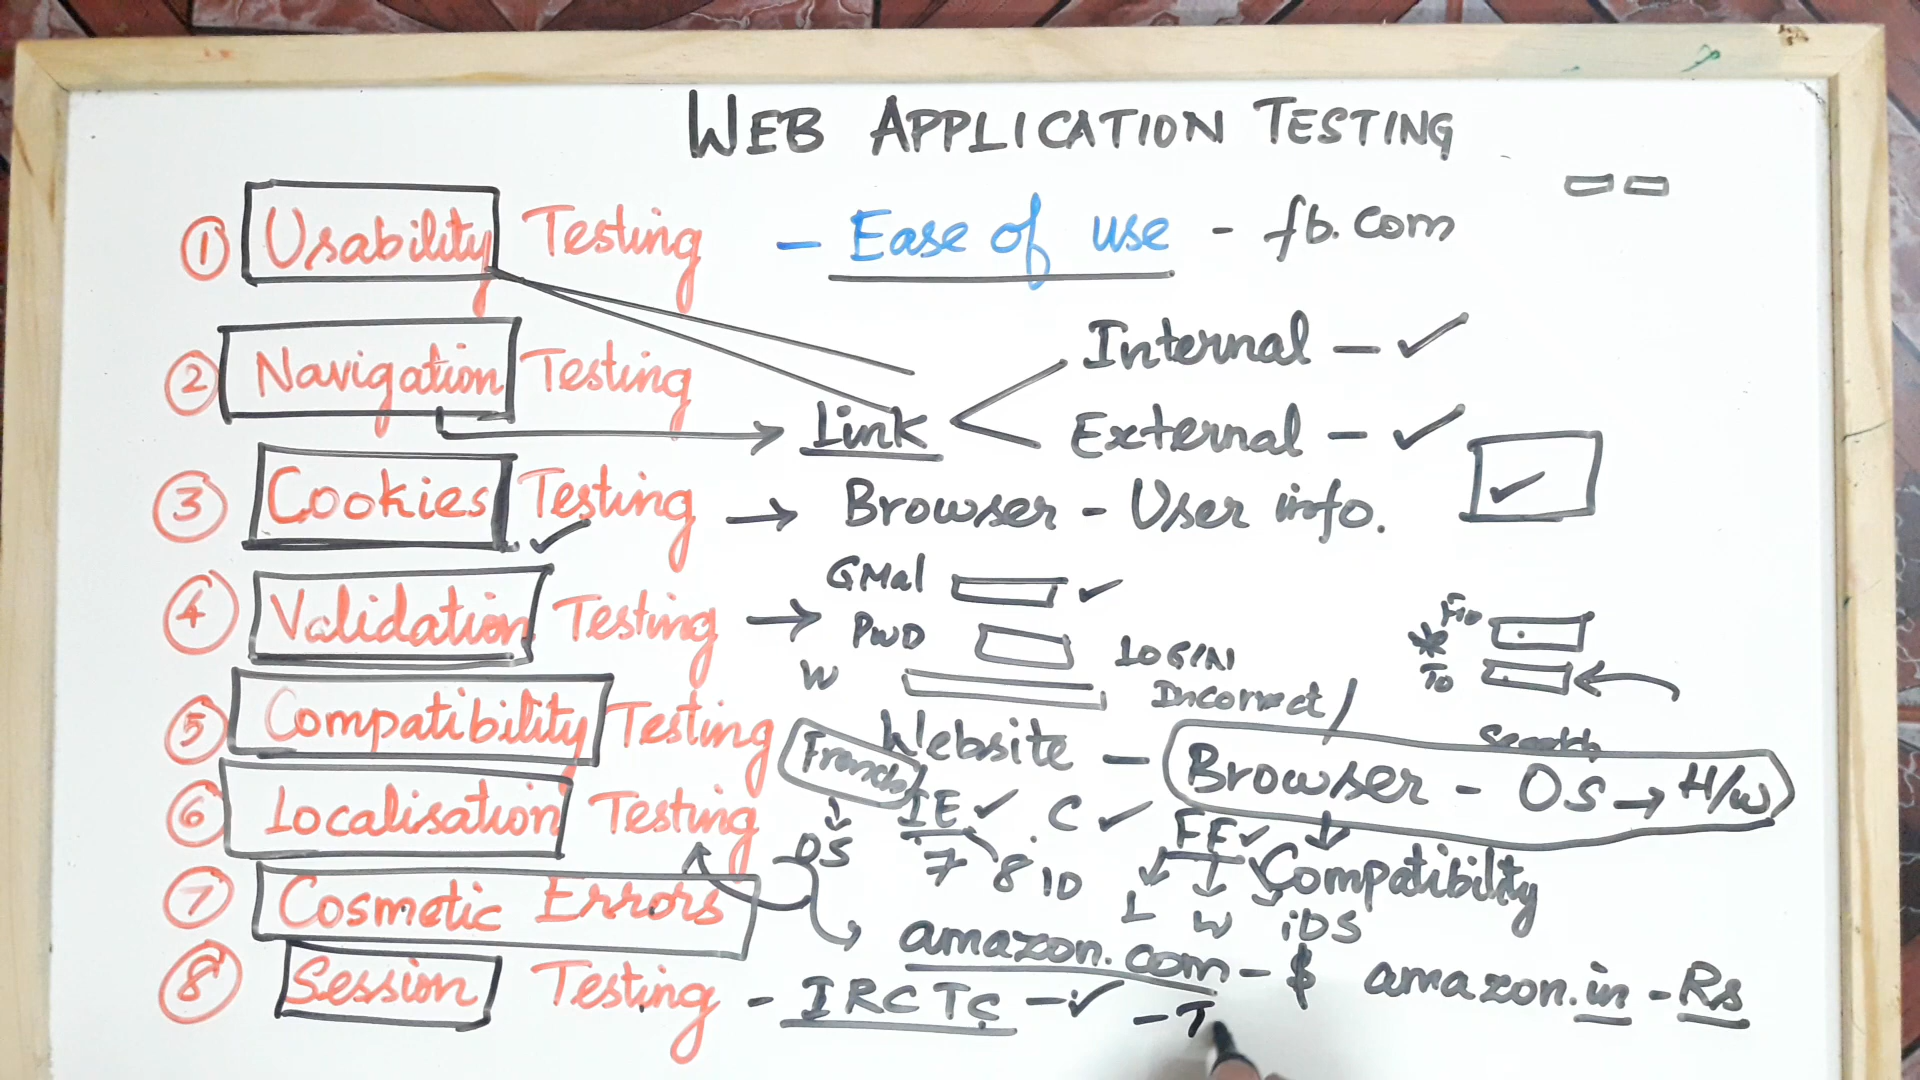 WEB APPLICATION TESTING
① Usability Testing - Ease of use - fb.com
Internal - ✓
② Navigation Testing
→ Link
External - ✓
③ Cookies Testing → Browser - User info.
④ Validation Testing →
GMal ✓
PWD
LOGIN
W
Incorrect/
* To
⑤ Compatibility Testing
French
Website - Browser - OS → H/W
↓
OS
IE ✓ C ✓ FF ✓
7 8 10
L W iOS
Compatibility
⑥ Localisation Testing
⑦ Cosmetic Errors
amazon.com - $ amazon.in - Rs
⑧ Session Testing - IRCTC - ✓ - T